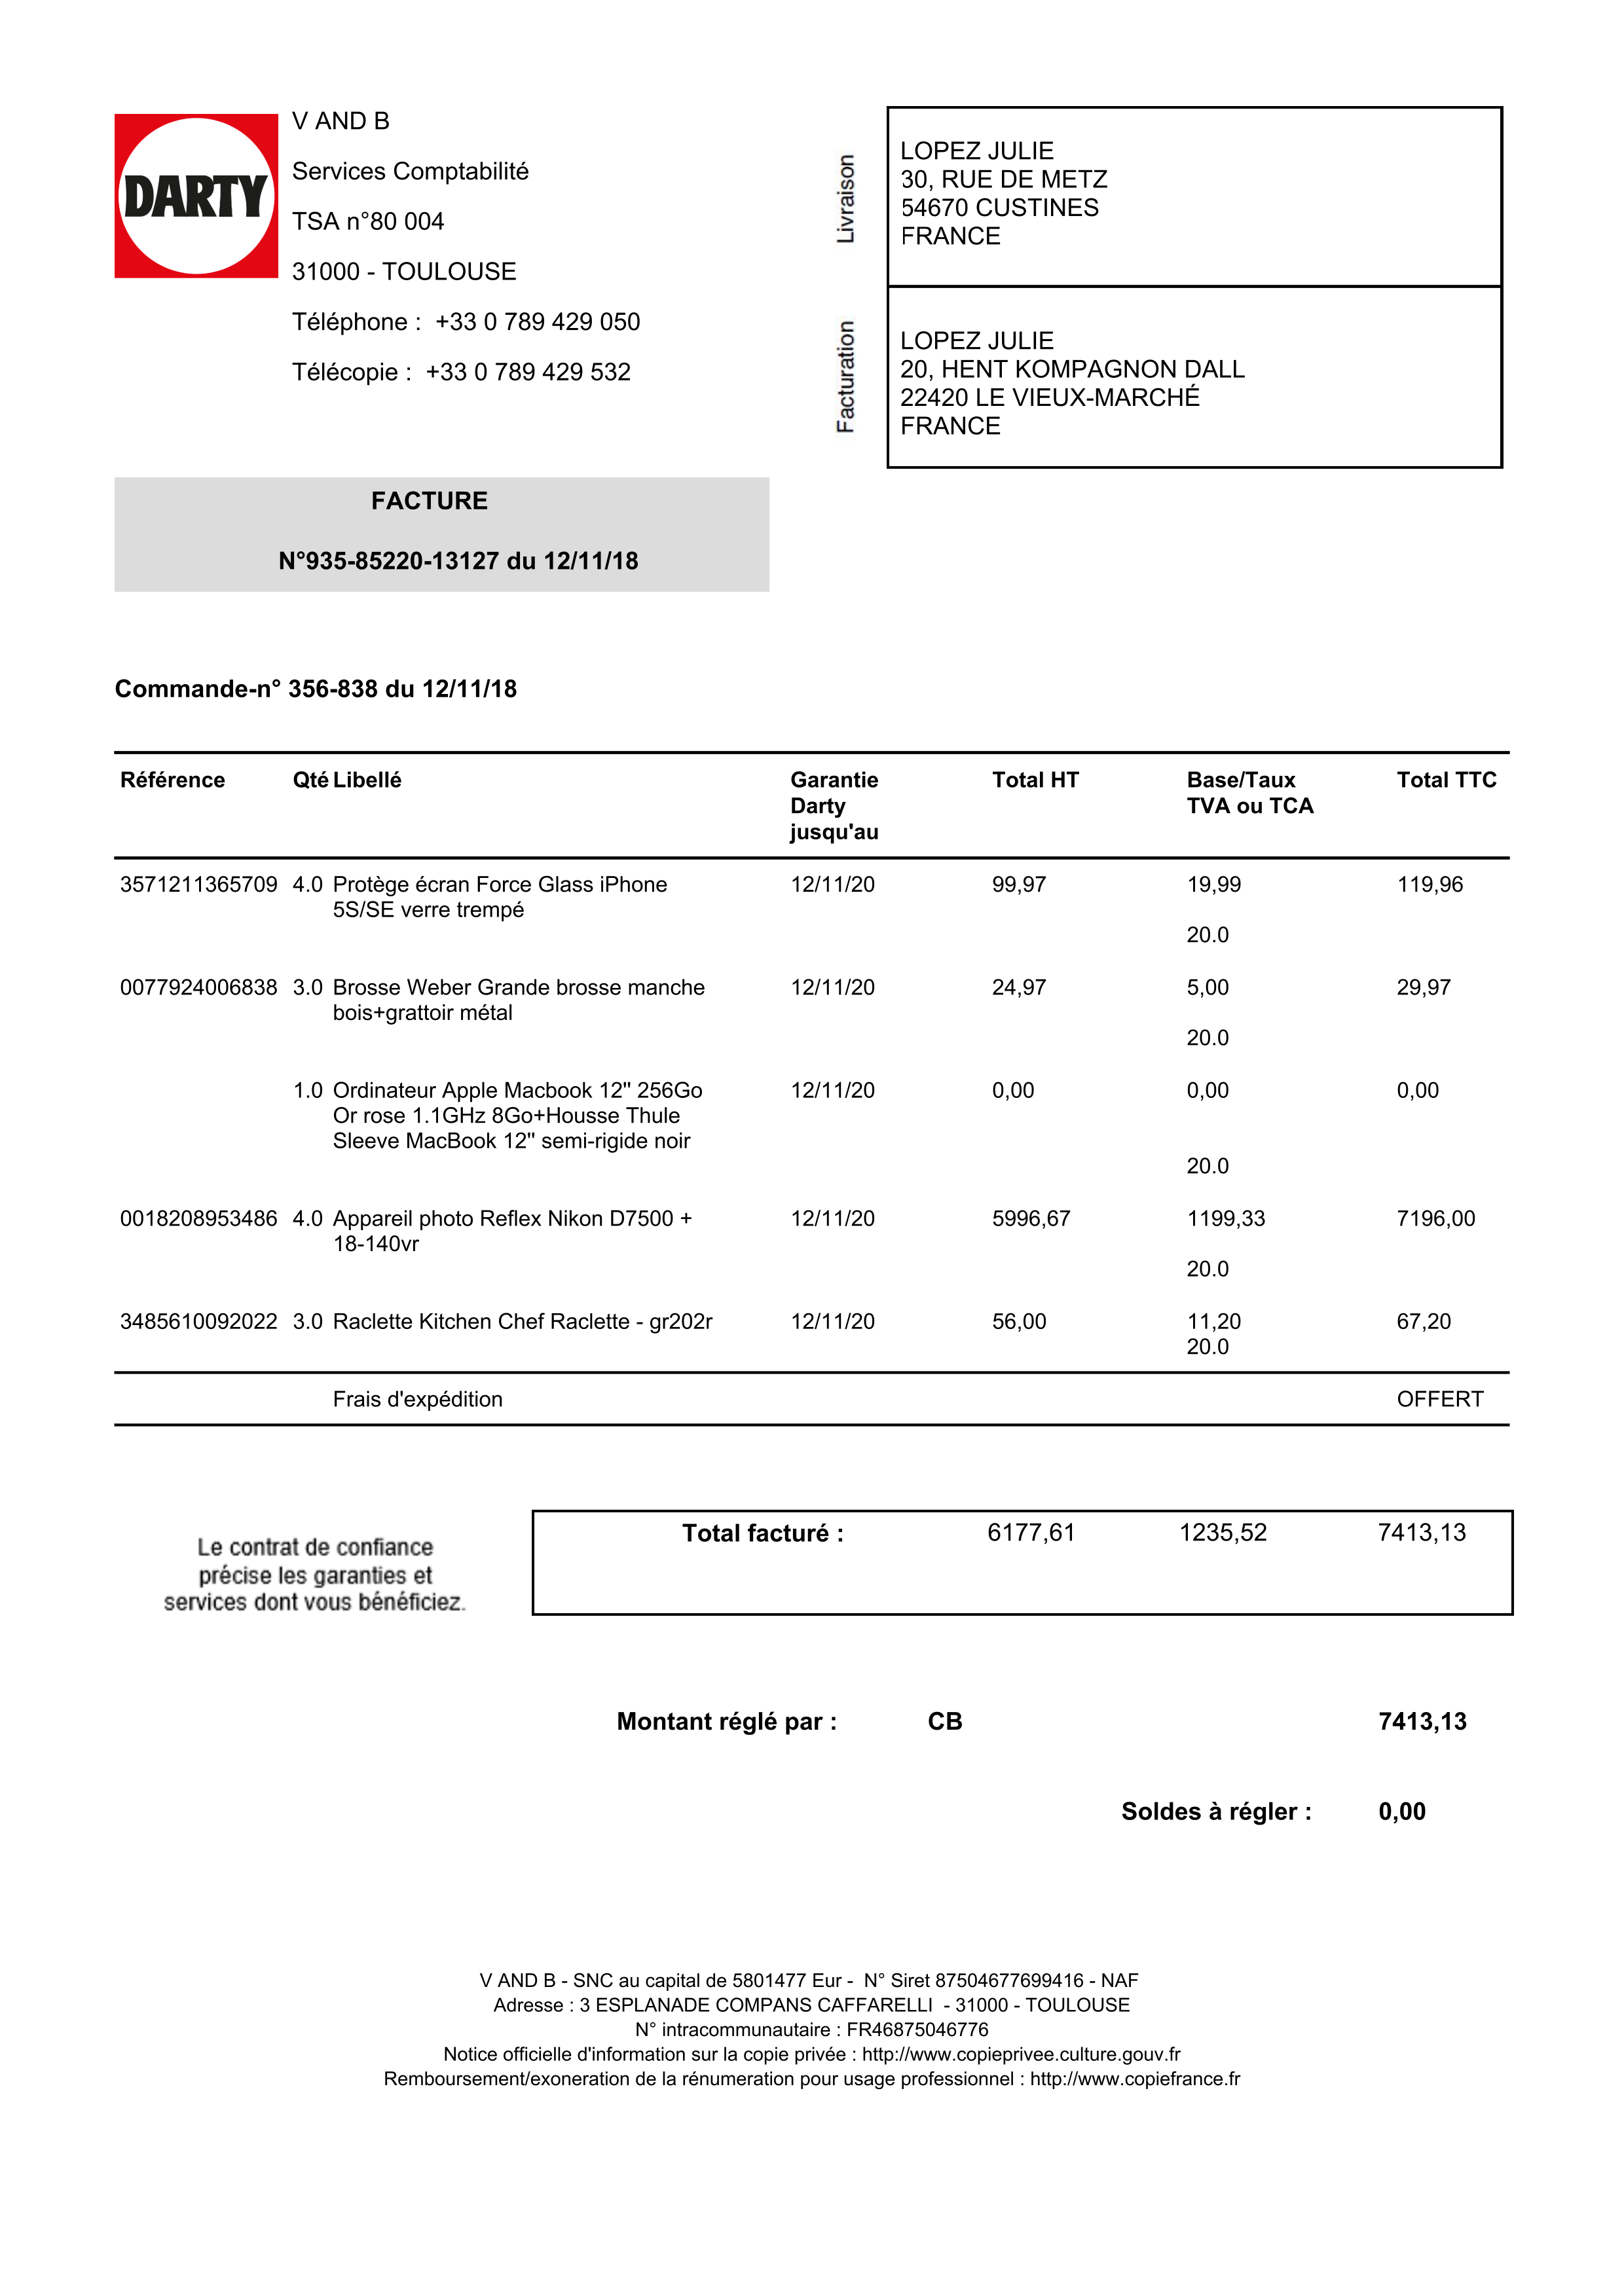 DARTY
V AND B
Services Comptabilité
TSA n°80 004
31000 - TOULOUSE
Téléphone : +33 0 789 429 050
Télécopie : +33 0 789 429 532
Livraison
LOPEZ JULIE
30, RUE DE METZ
54670 CUSTINES
FRANCE
Facturation
LOPEZ JULIE
20, HENT KOMPAGNON DALL
22420 LE VIEUX-MARCHÉ
FRANCE
FACTURE
N°935-85220-13127 du 12/11/18
Commande-n° 356-838 du 12/11/18
Référence Qté Libellé Garantie Total HT Base/Taux Total TTC
Darty TVA ou TCA
jusqu'au
3571211365709 4.0 Protège écran Force Glass iPhone 12/11/20 99,97 19,99 119,96
5S/SE verre trempé
20.0
0077924006838 3.0 Brosse Weber Grande brosse manche 12/11/20 24,97 5,00 29,97
bois+grattoir métal
20.0
1.0 Ordinateur Apple Macbook 12" 256Go 12/11/20 0,00 0,00 0,00
Or rose 1.1GHz 8Go+Housse Thule
Sleeve MacBook 12" semi-rigide noir
20.0
0018208953486 4.0 Appareil photo Reflex Nikon D7500 + 12/11/20 5996,67 1199,33 7196,00
18-140vr
20.0
3485610092022 3.0 Raclette Kitchen Chef Raclette - gr202r 12/11/20 56,00 11,20 67,20
20.0
Frais d'expédition OFFERT
Total facturé : 6177,61 1235,52 7413,13
Le contrat de confiance
précise les garanties et
services dont vous bénéficiez.
Montant réglé par : CB 7413,13
Soldes à régler : 0,00
V AND B - SNC au capital de 5801477 Eur - N° Siret 87504677699416 - NAF
Adresse : 3 ESPLANADE COMPANS CAFFARELLI - 31000 - TOULOUSE
N° intracommunautaire : FR46875046776
Notice officielle d'information sur la copie privée : http://www.copieprivee.culture.gouv.fr
Remboursement/exoneration de la rénumeration pour usage professionnel : http://www.copiefrance.fr